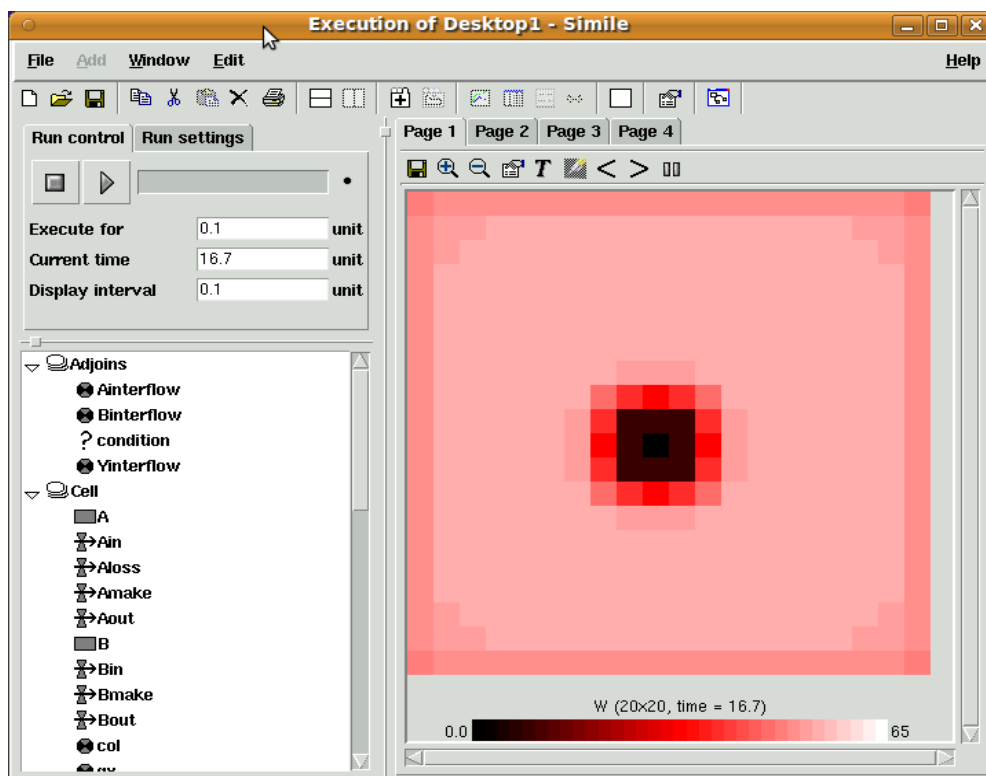 Execution of Desktop1 - Simile
File Add Window Edit Help
Run control Run settings
Page 1 Page 2 Page 3 Page 4
Execute for 0.1 unit
Current time 16.7 unit
Display interval 0.1 unit
Adjoins
Ainterflow
Binterflow
? condition
Yinterflow
Cell
A
Ain
Aloss
Amake
Aout
B
Bin
Bmake
Bout
col
W (20x20, time = 16.7)
0.0 65